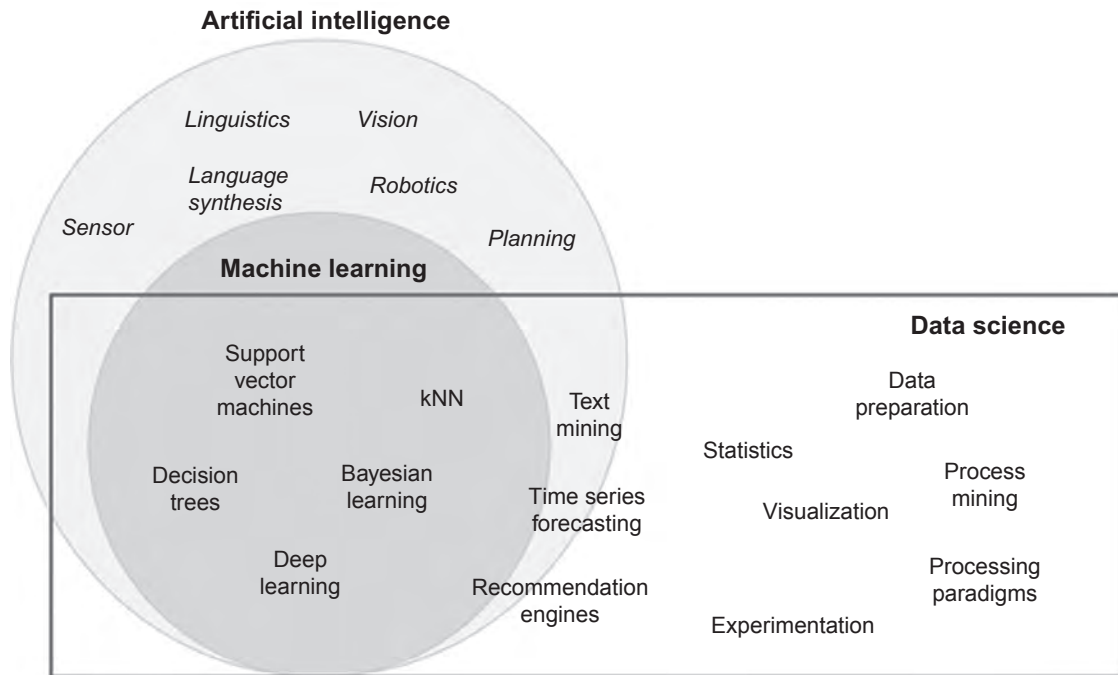 Artificial intelligence
Linguistics
Vision
Language
synthesis
Robotics
Sensor
Planning
Machine learning
Data science
Support
vector
machines
kNN
Text
mining
Data
preparation
Statistics
Decision
trees
Bayesian
learning
Time series
forecasting
Visualization
Process
mining
Deep
learning
Recommendation
engines
Experimentation
Processing
paradigms